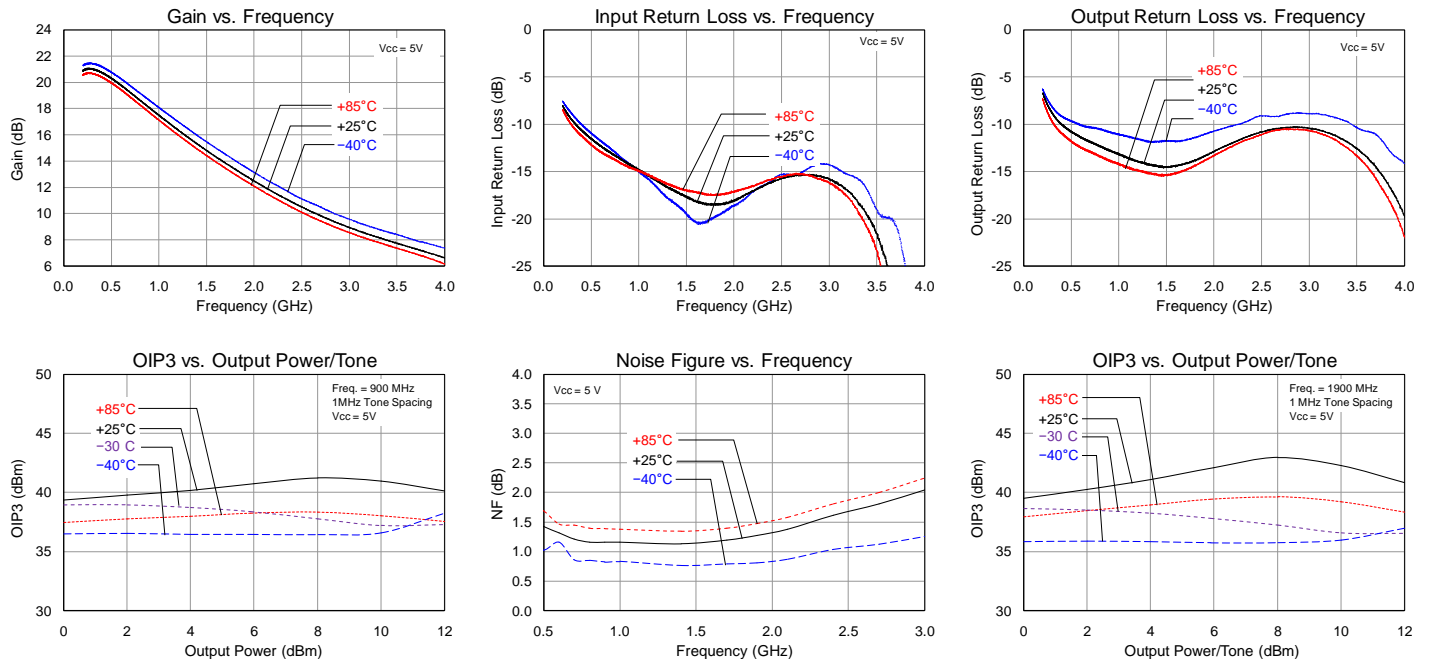 Gain vs. Frequency
24
22
20
18
16
14
12
10
8
6
Gain (dB)
Vcc = 5V
+85°C
+25°C
−40°C
0.0 0.5 1.0 1.5 2.0 2.5 3.0 3.5 4.0
Frequency (GHz)
Input Return Loss vs. Frequency
0
-5
-10
-15
-20
-25
Input Return Loss (dB)
Vcc = 5V
+85°C
+25°C
−40°C
0.0 0.5 1.0 1.5 2.0 2.5 3.0 3.5 4.0
Frequency (GHz)
Output Return Loss vs. Frequency
0
-5
-10
-15
-20
-25
Output Return Loss (dB)
Vcc = 5V
+85°C
+25°C
−40°C
0.0 0.5 1.0 1.5 2.0 2.5 3.0 3.5 4.0
Frequency (GHz)
OIP3 vs. Output Power/Tone
50
45
40
35
30
OIP3 (dBm)
Freq. = 900 MHz
1MHz Tone Spacing
Vcc = 5V
+85°C
+25°C
−30 C
−40°C
0 2 4 6 8 10 12
Output Power (dBm)
Noise Figure vs. Frequency
4.0
3.5
3.0
2.5
2.0
1.5
1.0
0.5
0.0
NF (dB)
Vcc = 5 V
+85°C
+25°C
−40°C
0.5 1.0 1.5 2.0 2.5 3.0
Frequency (GHz)
OIP3 vs. Output Power/Tone
50
45
40
35
30
OIP3 (dBm)
Freq. = 1900 MHz
1 MHz Tone Spacing
Vcc = 5V
+85°C
+25°C
−30 C
−40°C
0 2 4 6 8 10 12
Output Power/Tone (dBm)